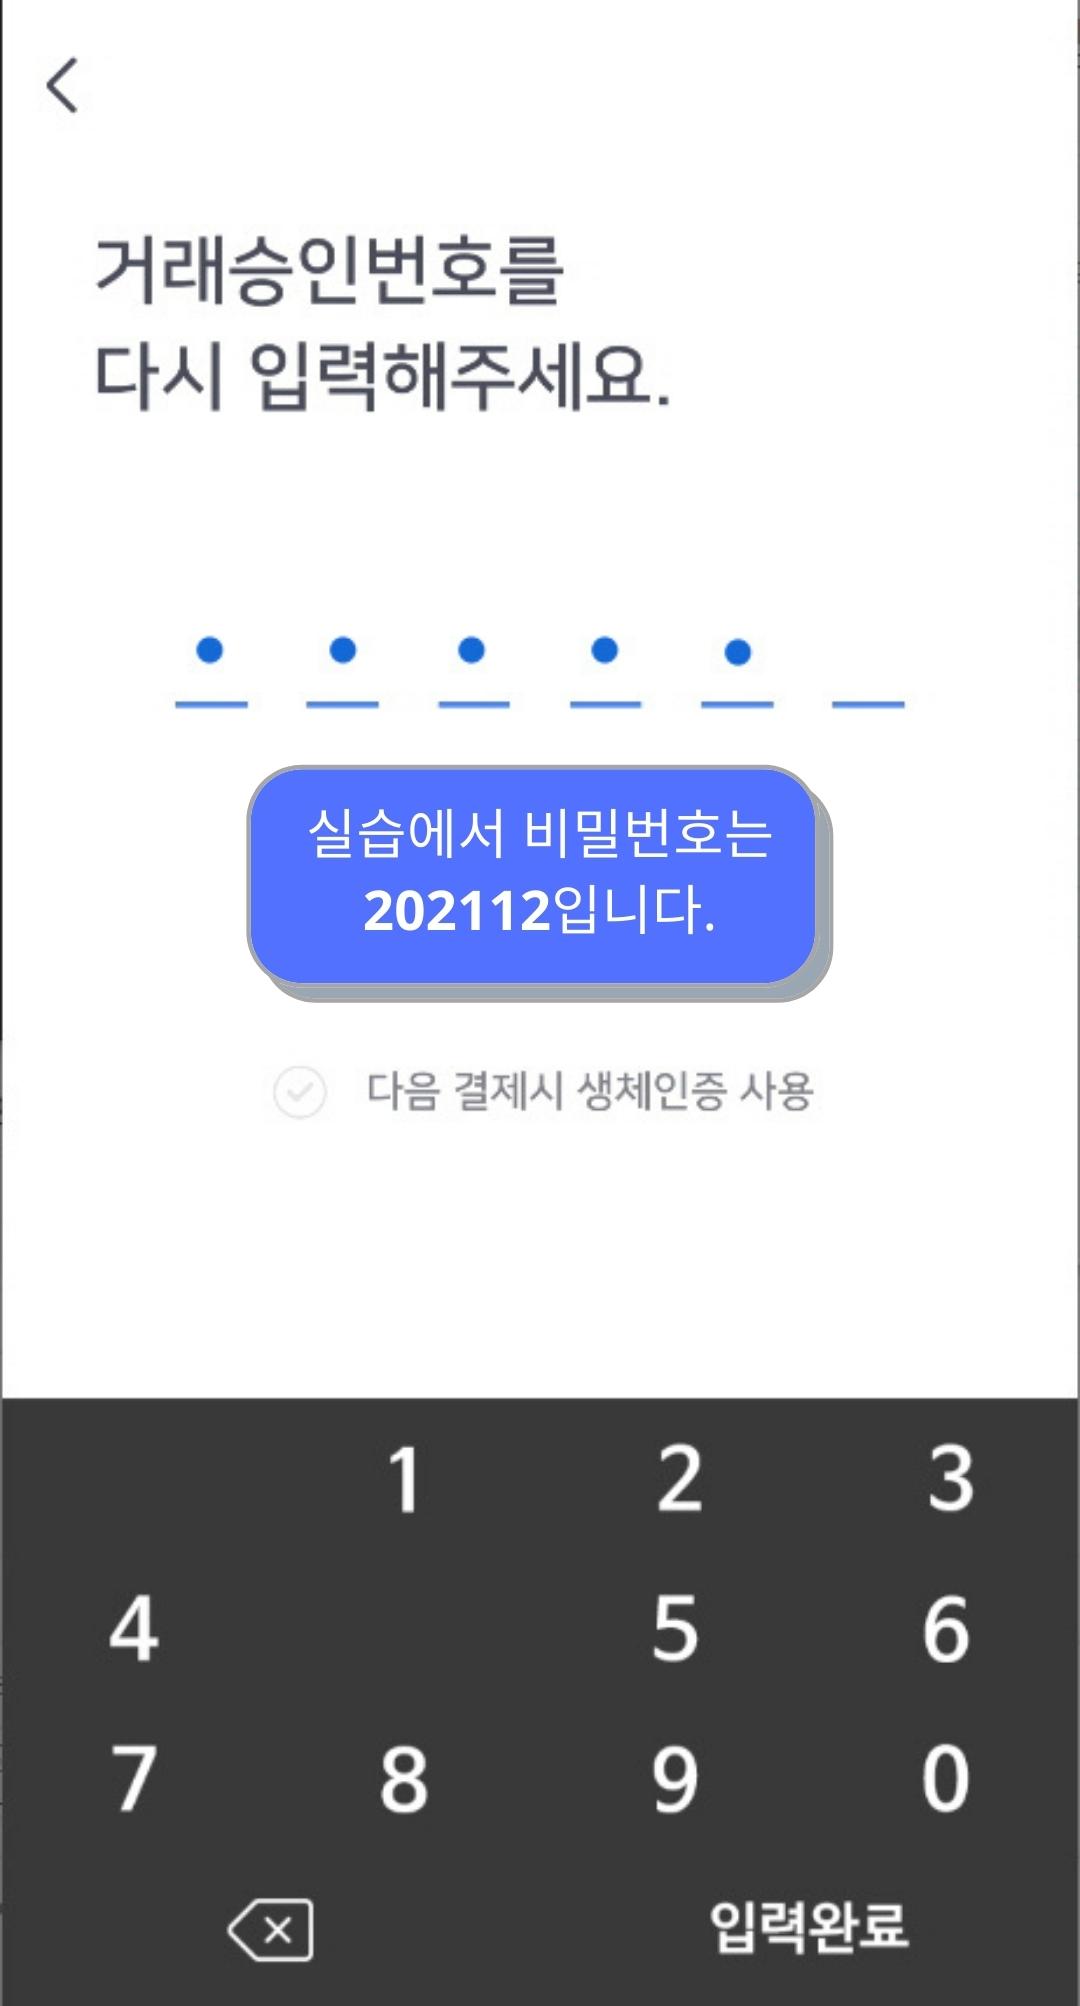 거래승인번호를
다시 입력해주세요.
실습에서 비밀번호는
202112입니다.
다음 결제시 생체인증 사용
1 2 3
4 5 6
7 8 9 0
입력완료